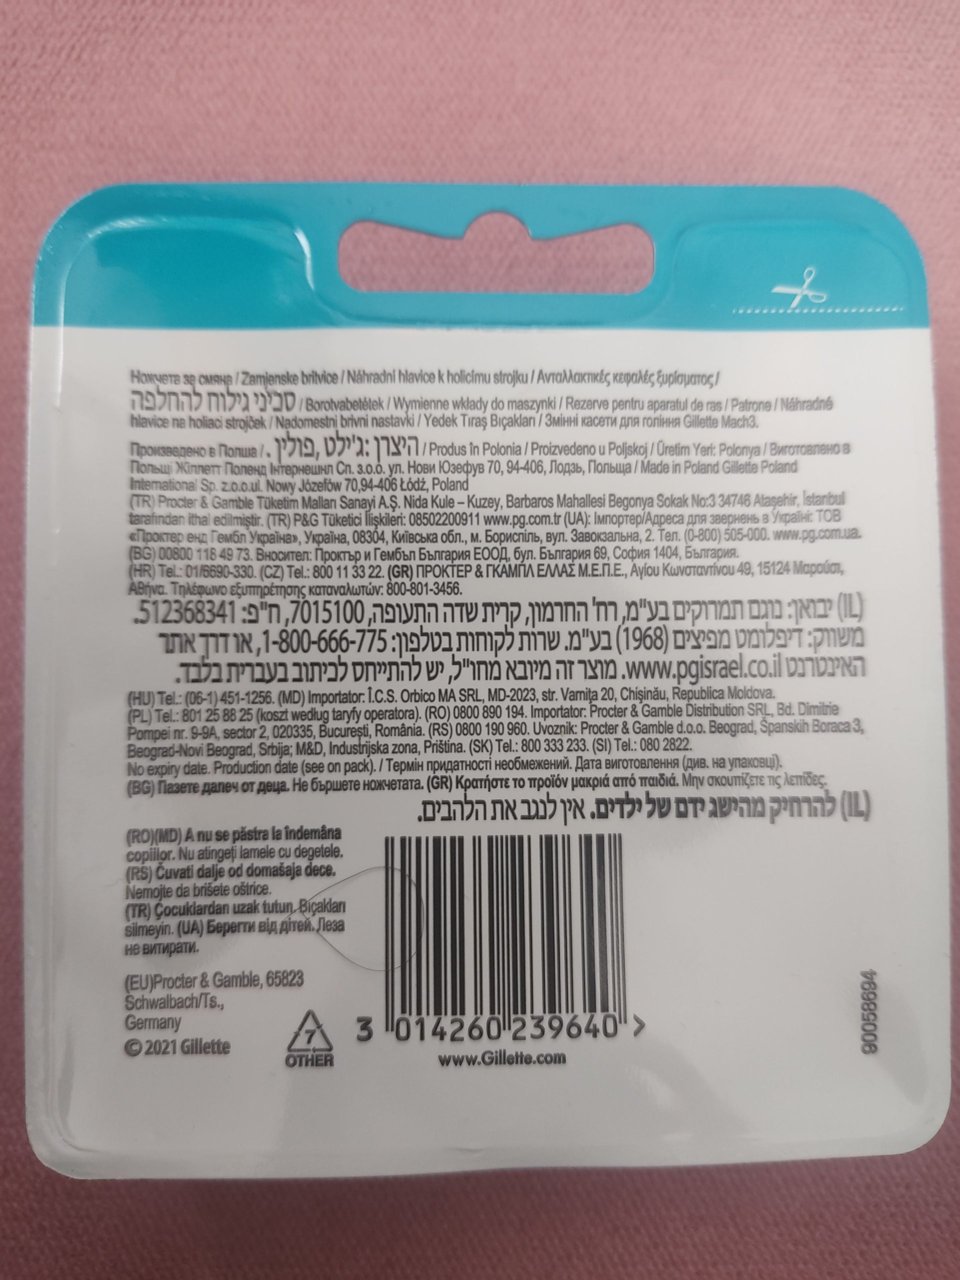 Ножчета за смяна / Zamjenske britvice / Náhradní hlavice k holicímu strojku / Ανταλλακτικές κεφαλές ξυρίσματος /
סכיני גילוח להחלפה / Borotvabetétek / Wymienne wkłady do maszynki / Rezerve pentru aparatul de ras / Patrone / Náhradné
hlavice na holiaci strojček / Nadomestni brivni nastavki / Yedek Tıraş Bıçakları / Змінні касети для гоління Gillette Mach3.
Произведено в Полша / . היצרן: ג'ילט, פולין / Produs în Polonia / Proizvedeno u Poljskoj / Üretim Yeri: Polonya / Виготовлено в
Польщі Жіллетт Поленд Інтернешнл Сп. з.о.о. ул. Нови Юзефув 70, 94-406, Лодзь, Польща / Made in Poland Gillette Poland
International Sp. z.o.o.ul. Nowy Józefów 70,94-406 Łódź, Poland
(TR) Procter & Gamble Tüketim Malları Sanayi A.Ş. Nida Kule – Kuzey, Barbaros Mahallesi Begonya Sokak No:3 34746 Ataşehir, İstanbul
tarafından ithal edilmiştir. (TR) P&G Tüketici İlişkileri: 08502200911 www.pg.com.tr (UA): Імпортер/Адреса для звернень в Україні: ТОВ
«Проктер енд Гембл Україна», Україна, 08304, Київська обл., м. Бориспіль, вул. Завокзальна, 2. Тел. (0-800) 505-000. www.pg.com.ua.
(BG) 00800 118 49 73. Вносител: Проктър и Гембъл България ЕООД, бул. България 69, София 1404, България.
(HR) Tel.: 01/6690-330. (CZ) Tel.: 800 11 33 22. (GR) ΠΡΟΚΤΕΡ & ΓΚΑΜΠΛ ΕΛΛΑΣ Μ.Ε.Π.Ε., Αγίου Κωνσταντίνου 49, 15124 Μαρούσι,
Αθήνα. Τηλέφωνο εξυπηρέτησης καταναλωτών: 800-801-3456.
(IL) יבואן: נוגם תמרוקים בע"מ, רח' החרמון, קרית שדה התעופה, 7015100, ח"פ: 512368341.
משווק: דיפלומט מפיצים (1968) בע"מ. שרות לקוחות בטלפון: 1-800-666-775, או דרך אתר
האינטרנט www.pgisrael.co.il. מוצר זה מיובא מחו"ל, יש להתייחס לכיתוב בעברית בלבד.
(HU) Tel.: (06-1) 451-1256. (MD) Importator: Î.C.S. Orbico MA SRL, MD-2023, str. Varniţa 20, Chişinău, Republica Moldova.
(PL) Tel.: 801 25 88 25 (koszt według taryfy operatora). (RO) 0800 890 194. Importator: Procter & Gamble Distribution SRL, Bd. Dimitrie
Pompei nr. 9-9A, sector 2, 020335, Bucureşti, România. (RS) 0800 190 960. Uvoznik: Procter & Gamble d.o.o. Beograd, Španskih Boraca 3,
Beograd-Novi Beograd, Srbija; M&D, Industrijska zona, Priština. (SK) Tel.: 800 333 233. (SI) Tel.: 080 2822.
No expiry date. Production date (see on pack). / Термін придатності необмежений. Дата виготовлення (див. на упаковці).
(BG) Пазете далеч от деца. Не бършете ножчетата. (GR) Κρατήστε το προϊόν μακριά από παιδιά. Μην σκουπίζετε τις λεπίδες.
(IL) להרחיק מהישג ידם של ילדים. אין לנגב את הלהבים.
(RO)(MD) A nu se păstra la îndemâna
copiilor. Nu atingeţi lamele cu degetele.
(RS) Čuvati dalje od domašaja dece.
Nemojte da brišete oštrice.
(TR) Çocuklardan uzak tutun. Bıçakları
silmeyin. (UA) Берегти від дітей. Леза
не витирати.
(EU)Procter & Gamble, 65823
Schwalbach/Ts.,
Germany
© 2021 Gillette
7
OTHER
3 014260 239640 >
www.Gillette.com
90058694